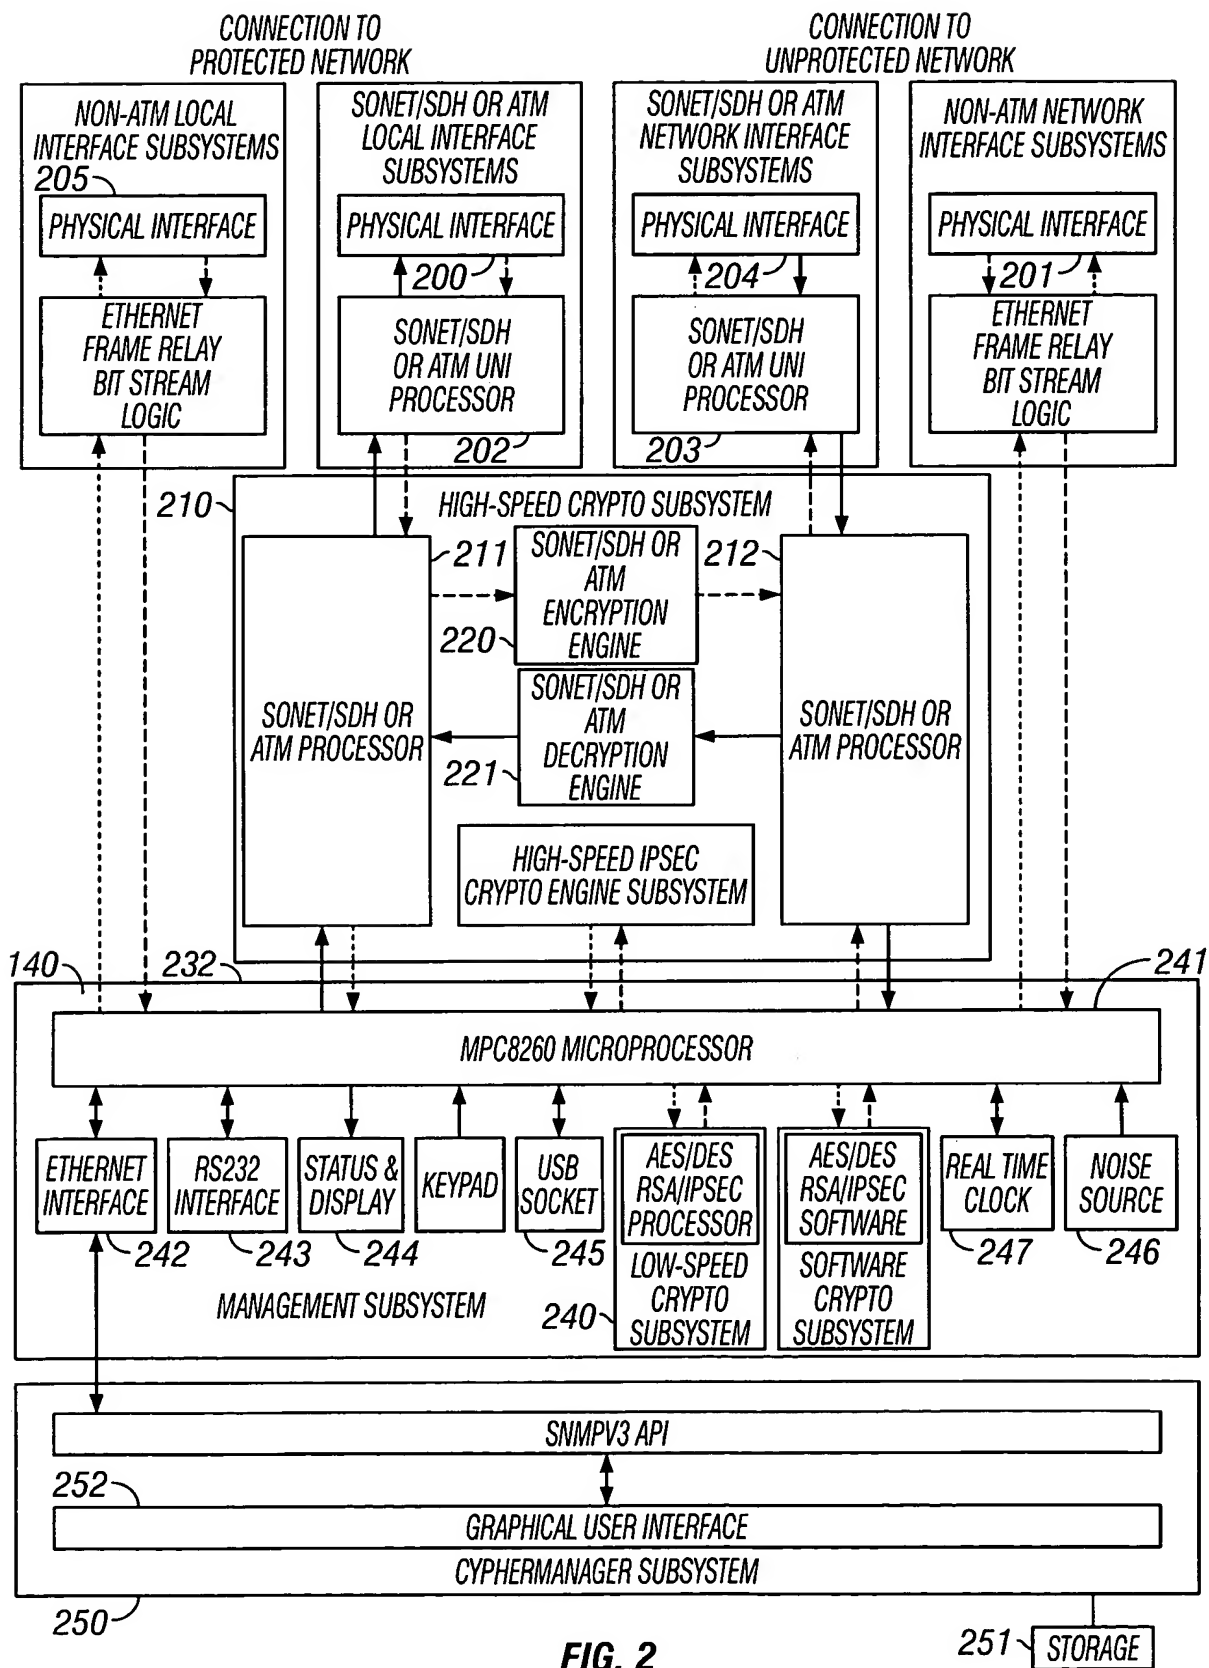 CONNECTION TO
PROTECTED NETWORK
CONNECTION TO
UNPROTECTED NETWORK
NON-ATM LOCAL
INTERFACE SUBSYSTEMS
205
PHYSICAL INTERFACE
ETHERNET
FRAME RELAY
BIT STREAM
LOGIC
SONET/SDH OR ATM
LOCAL INTERFACE
SUBSYSTEMS
PHYSICAL INTERFACE
200
SONET/SDH
OR ATM UNI
PROCESSOR
202
SONET/SDH OR ATM
NETWORK INTERFACE
SUBSYSTEMS
PHYSICAL INTERFACE
204
SONET/SDH
OR ATM UNI
PROCESSOR
203
NON-ATM NETWORK
INTERFACE SUBSYSTEMS
PHYSICAL INTERFACE
201
ETHERNET
FRAME RELAY
BIT STREAM
LOGIC
210
HIGH-SPEED CRYPTO SUBSYSTEM
211
SONET/SDH OR
ATM PROCESSOR
SONET/SDH OR
ATM
ENCRYPTION
ENGINE
220
212
SONET/SDH OR
ATM
DECRYPTION
ENGINE
221
SONET/SDH OR
ATM PROCESSOR
HIGH-SPEED IPSEC
CRYPTO ENGINE SUBSYSTEM
140
232
241
MPC8260 MICROPROCESSOR
ETHERNET
INTERFACE
242
RS232
INTERFACE
243
STATUS &
DISPLAY
244
KEYPAD
USB
SOCKET
245
AES/DES
RSA/IPSEC
PROCESSOR
LOW-SPEED
CRYPTO
SUBSYSTEM
240
AES/DES
RSA/IPSEC
SOFTWARE
SOFTWARE
CRYPTO
SUBSYSTEM
REAL TIME
CLOCK
247
NOISE
SOURCE
246
MANAGEMENT SUBSYSTEM
SNMPV3 API
252
GRAPHICAL USER INTERFACE
CYPHERMANAGER SUBSYSTEM
250
251
STORAGE
FIG. 2